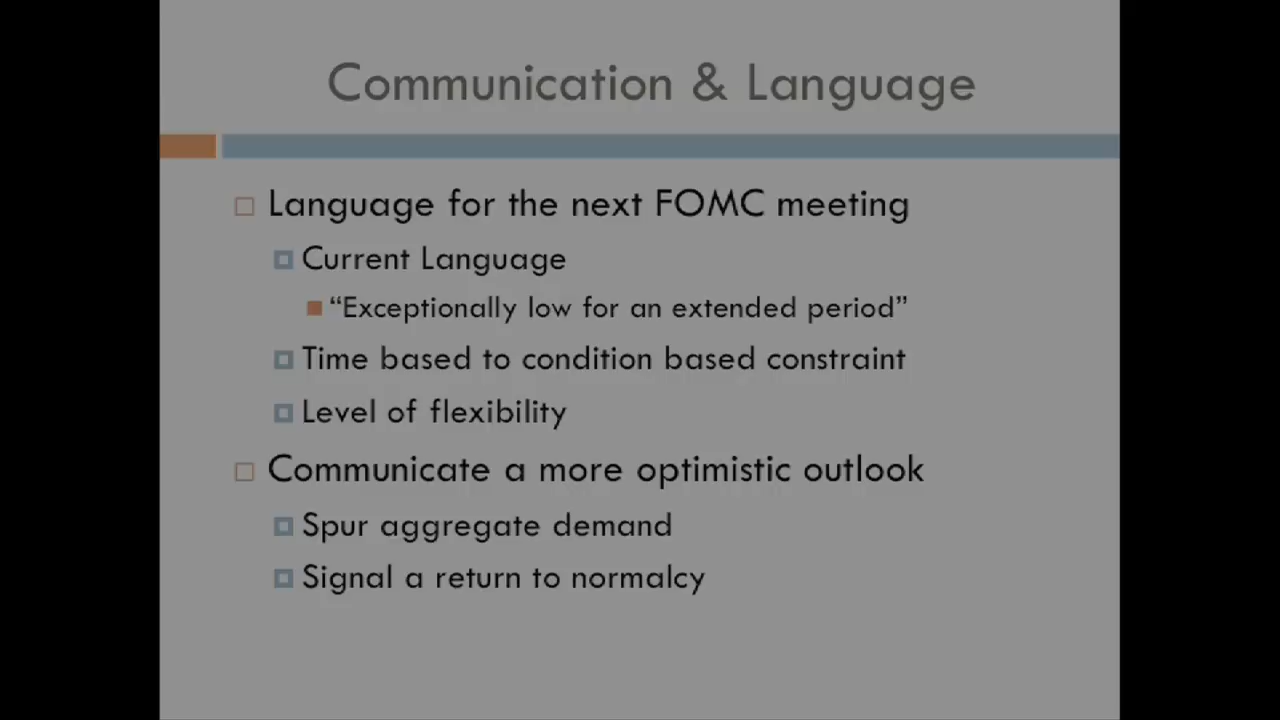 Communication & Language
Language for the next FOMC meeting
Current Language
“Exceptionally low for an extended period”
Time based to condition based constraint
Level of flexibility
Communicate a more optimistic outlook
Spur aggregate demand
Signal a return to normalcy